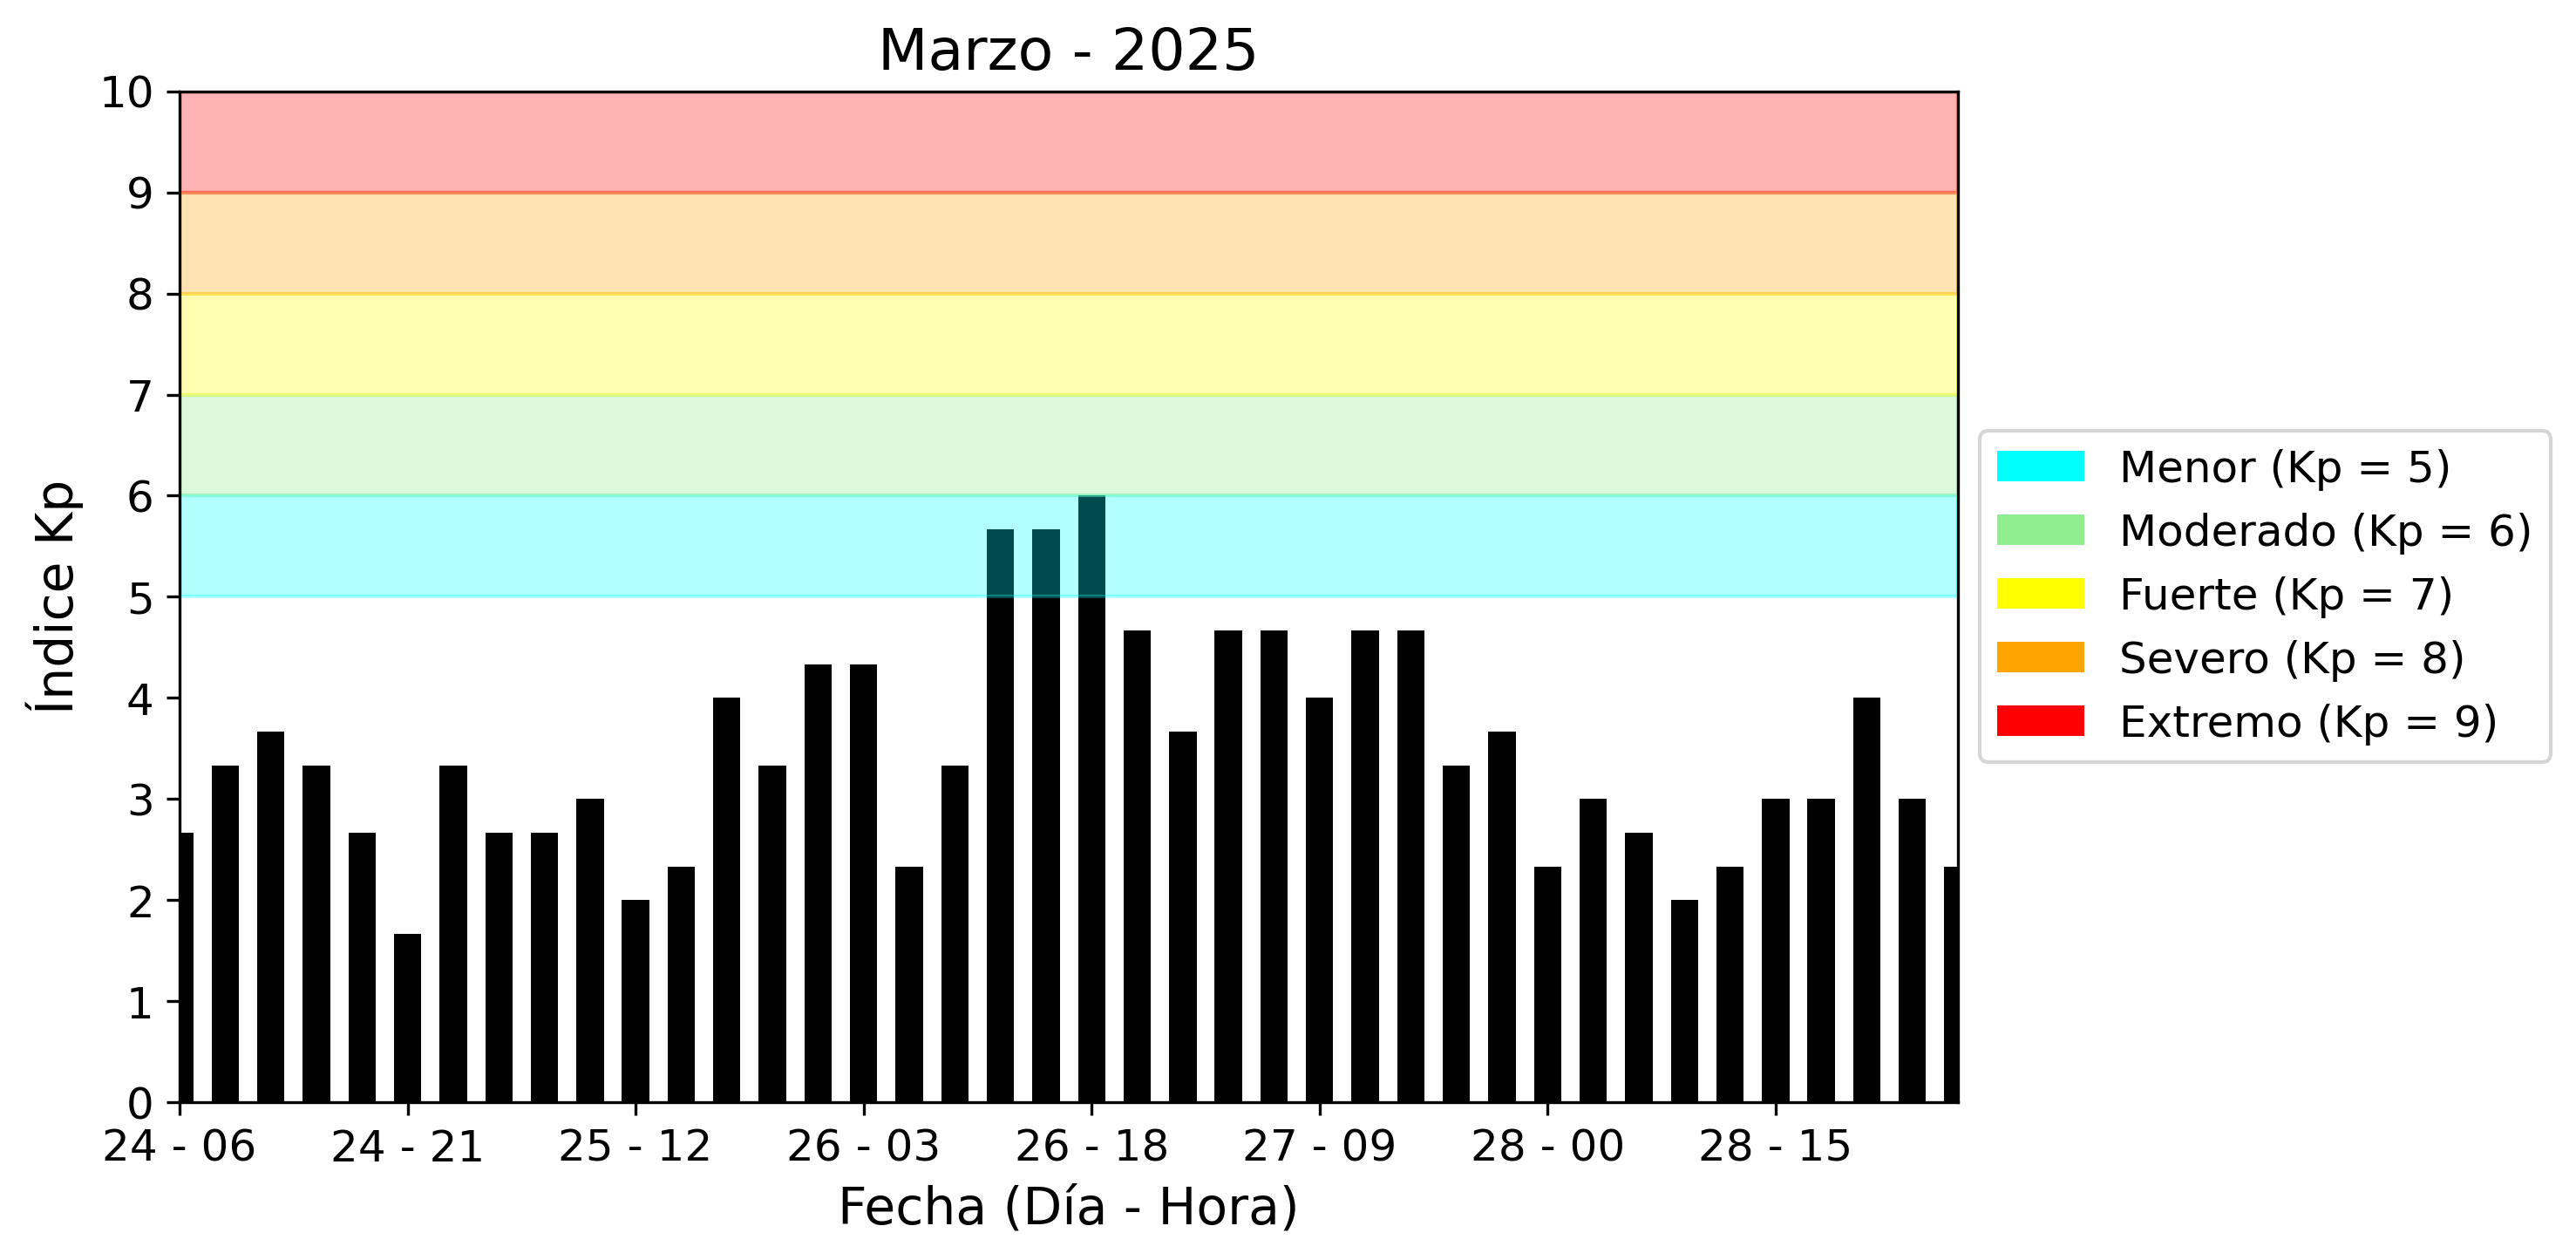 Marzo - 2025
10
9
8
7
6
5
4
3
2
1
0
Índice Kp
24 - 06
24 - 21
25 - 12
26 - 03
26 - 18
27 - 09
28 - 00
28 - 15
Fecha (Día - Hora)
Menor (Kp = 5)
Moderado (Kp = 6)
Fuerte (Kp = 7)
Severo (Kp = 8)
Extremo (Kp = 9)